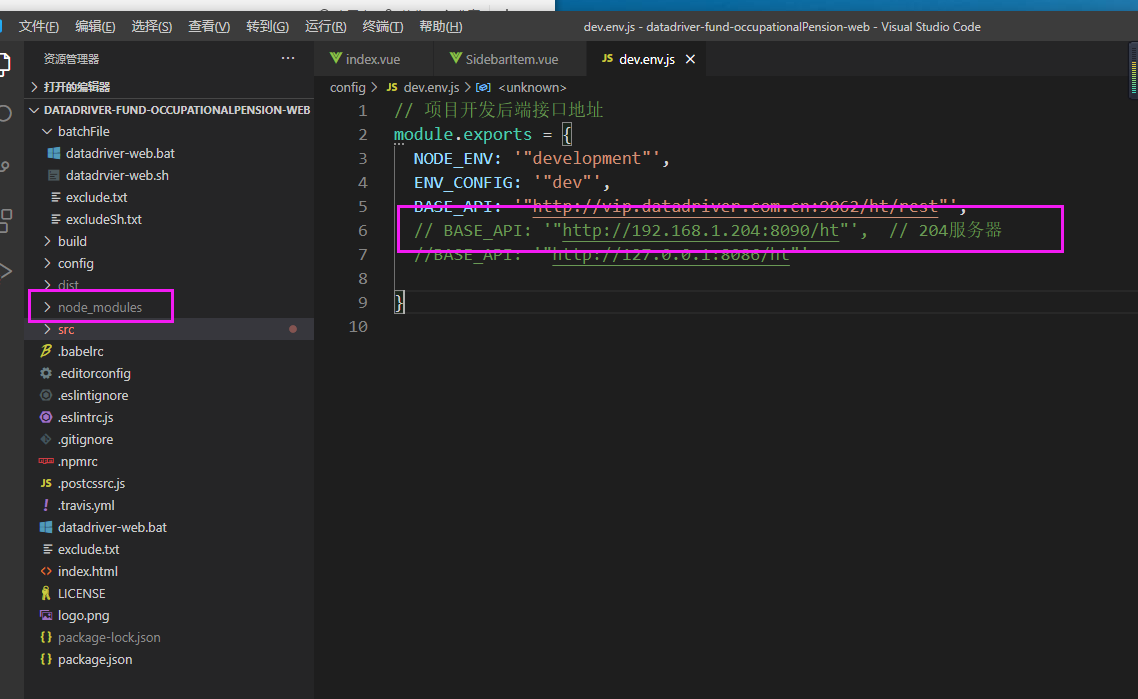 文件(F) 编辑(E) 选择(S) 查看(V) 转到(G) 运行(R) 终端(T) 帮助(H) dev.env.js - datadriver-fund-occupationalPension-web - Visual Studio Code
资源管理器 ···
index.vue SidebarItem.vue JS dev.env.js
打开的编辑器
config > JS dev.env.js > <unknown>
DATADRIVER-FUND-OCCUPATIONALPENSION-WEB
batchFile
datadriver-web.bat
datadrvier-web.sh
exclude.txt
excludeSh.txt
build
config
dist
node_modules
src
.babelrc
.editorconfig
.eslintignore
.eslintrc.js
.gitignore
npm .npmrc
JS .postcssrc.js
.travis.yml
datadriver-web.bat
exclude.txt
index.html
LICENSE
logo.png
package-lock.json
package.json
1 // 项目开发后端接口地址
2 module.exports = {
3 NODE_ENV: '"development"',
4 ENV_CONFIG: '"dev"',
5 BASE_API: '"http://vip.datadriver.com.cn:9062/ht/rest"',
6 // BASE_API: '"http://192.168.1.204:8090/ht"', // 204服务器
7 //BASE_API: '"http://127.0.0.1:8086/ht"'
8
9 }
10